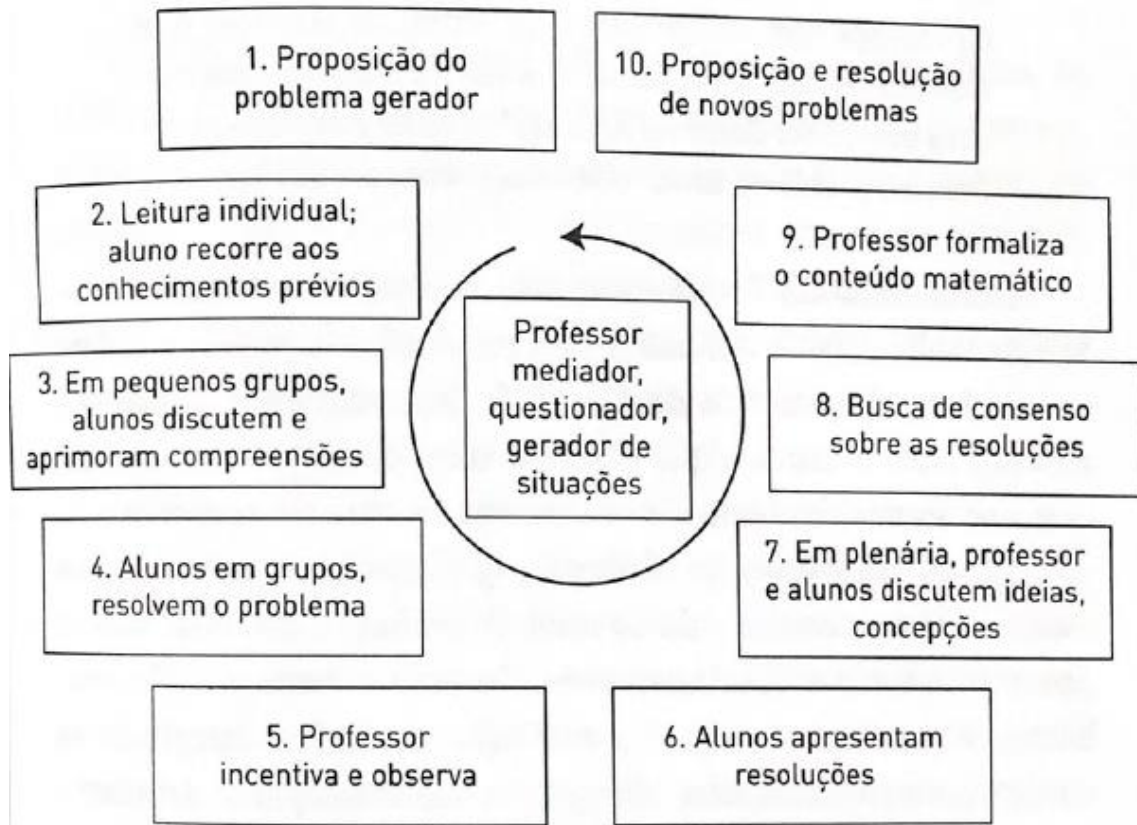 1. Proposição do
problema gerador
2. Leitura individual;
aluno recorre aos
conhecimentos prévios
3. Em pequenos grupos,
alunos discutem e
aprimoram compreensões
4. Alunos em grupos,
resolvem o problema
5. Professor
incentiva e observa
6. Alunos apresentam
resoluções
7. Em plenária, professor
e alunos discutem ideias,
concepções
8. Busca de consenso
sobre as resoluções
9. Professor formaliza
o conteúdo matemático
10. Proposição e resolução
de novos problemas
Professor
mediador,
questionador,
gerador de
situações